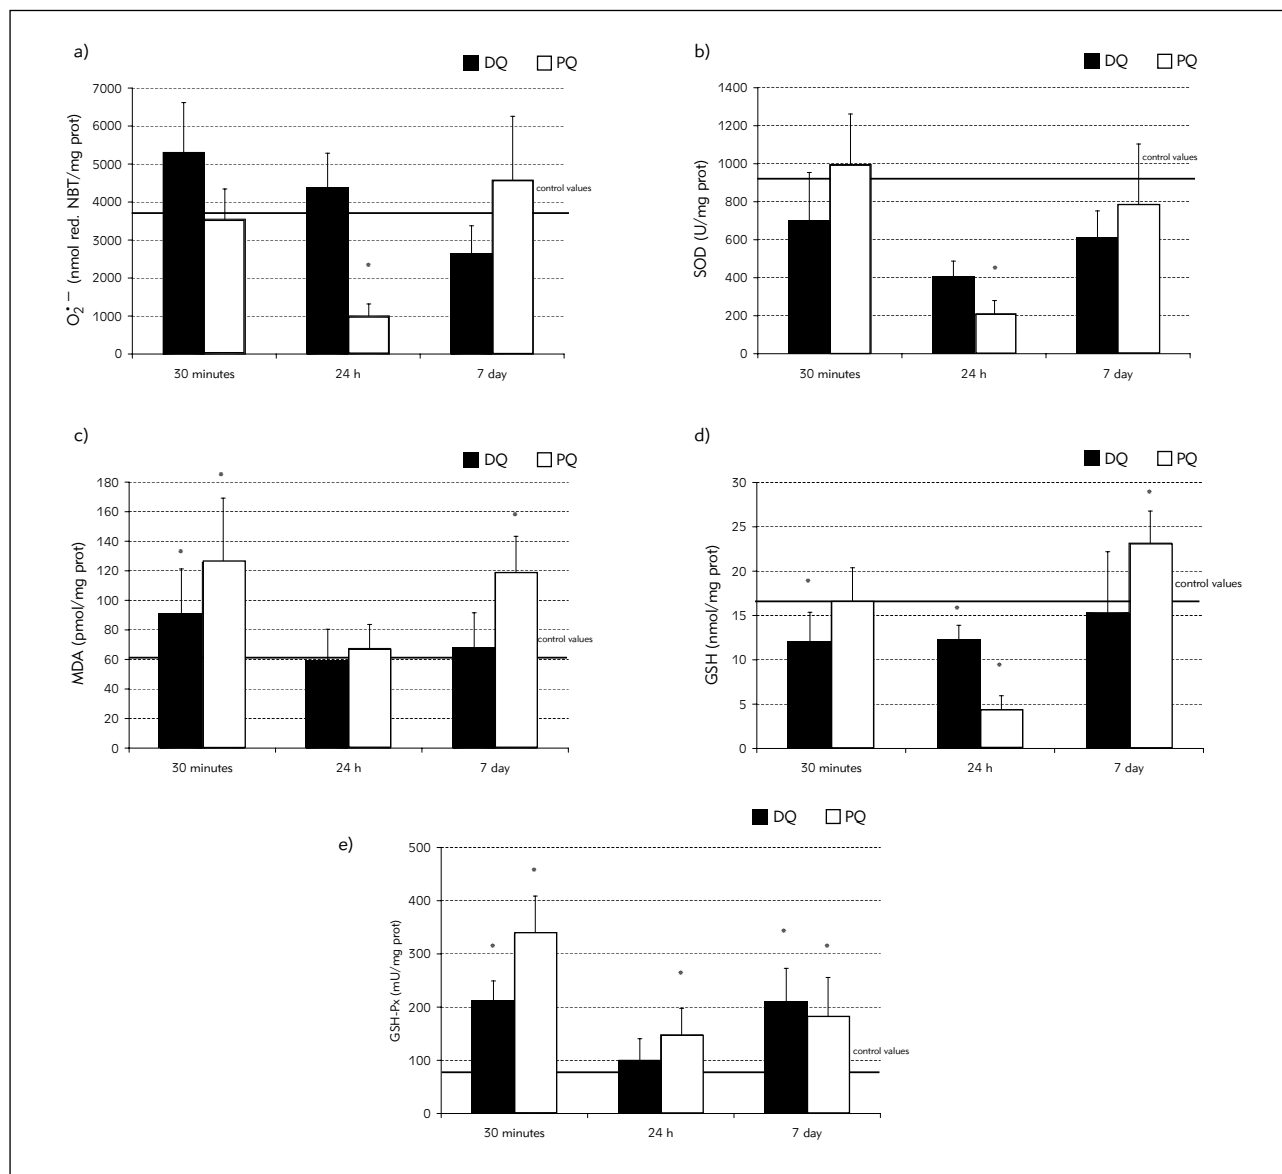 a)
DQ PQ
O2•– (nmol red. NBT/mg prot)
7000
6000
5000
4000
3000
2000
1000
0
control values
30 minutes 24 h 7 day
b)
DQ PQ
SOD (U/mg prot)
1400
1200
1000
800
600
400
200
0
control values
30 minutes 24 h 7 day
c)
DQ PQ
MDA (pmol/mg prot)
180
160
140
120
100
80
60
40
20
0
control values
30 minutes 24 h 7 day
d)
DQ PQ
GSH (nmol/mg prot)
30
25
20
15
10
5
0
control values
30 minutes 24 h 7 day
e)
DQ PQ
GSH-Px (mU/mg prot)
500
400
300
200
100
0
control values
30 minutes 24 h 7 day